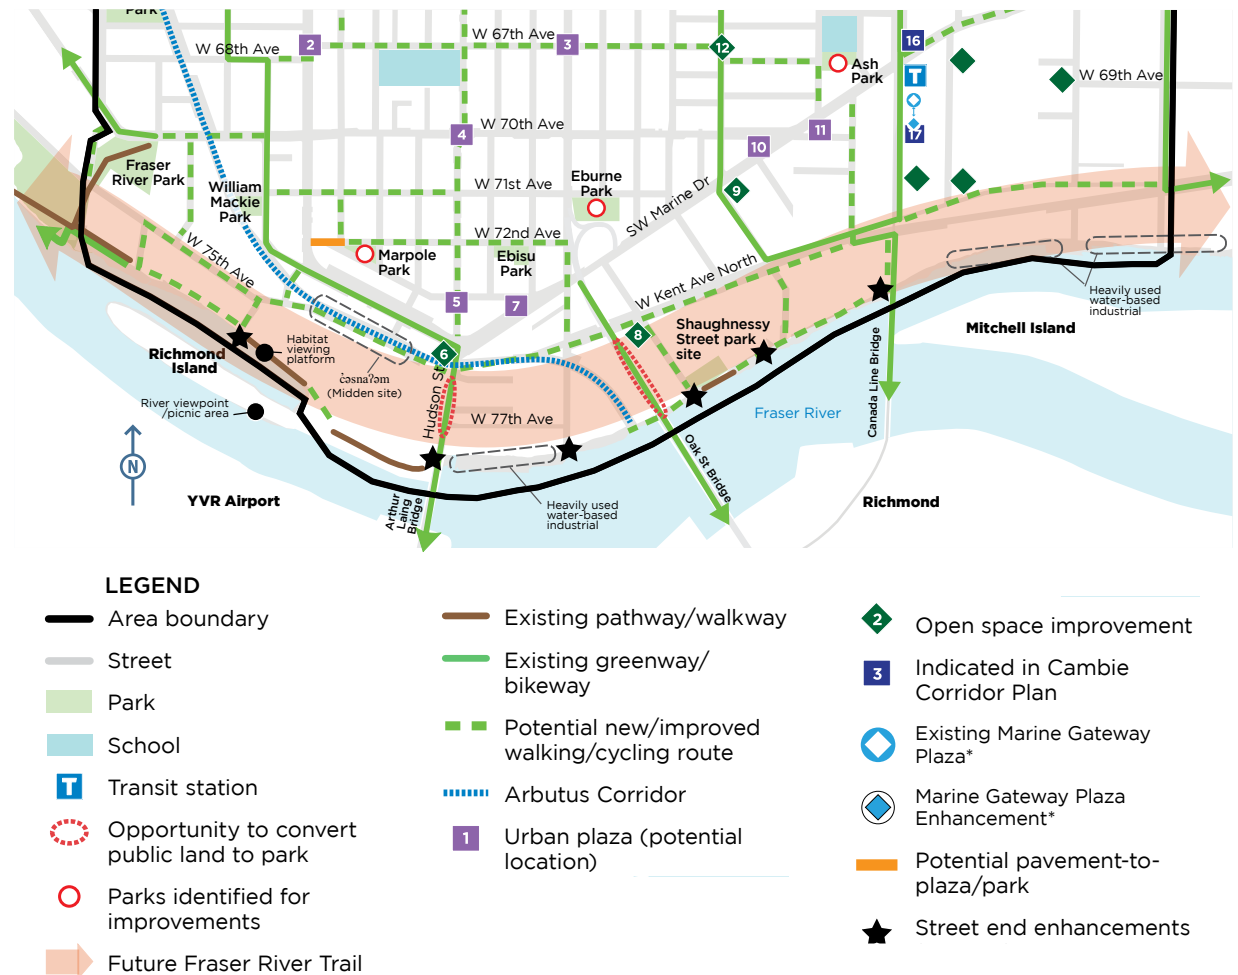 Park
W 67th Ave
W 68th Ave
2
3
12
16
Ash
Park
T
W 69th Ave
W 70th Ave
4
11
17
10
Fraser
River Park
William
Mackie
Park
W 71st Ave
Eburne
Park
9
SW Marine Dr
W 72nd Ave
W 75th Ave
Marpole
Park
Ebisu
Park
W Kent Ave North
5
7
Heavily used
water-based
industrial
8
Shaughnessy
Street park
site
Mitchell Island
Richmond
Island
Habitat
viewing
platform
6
c̓əsnaʔəm
(Midden site)
Hudson St
Canada Line Bridge
River viewpoint
/picnic area
W 77th Ave
Fraser River
N
Oak St Bridge
YVR Airport
Arthur
Laing
Bridge
Heavily used
water-based
industrial
Richmond
LEGEND
Area boundary
Street
Park
School
T
Transit station
Opportunity to convert
public land to park
Parks identified for
improvements
Future Fraser River Trail
Existing pathway/walkway
Existing greenway/
bikeway
Potential new/improved
walking/cycling route
Arbutus Corridor
1
Urban plaza (potential
location)
2
Open space improvement
3
Indicated in Cambie
Corridor Plan
Existing Marine Gateway
Plaza*
Marine Gateway Plaza
Enhancement*
Potential pavement-to-
plaza/park
Street end enhancements